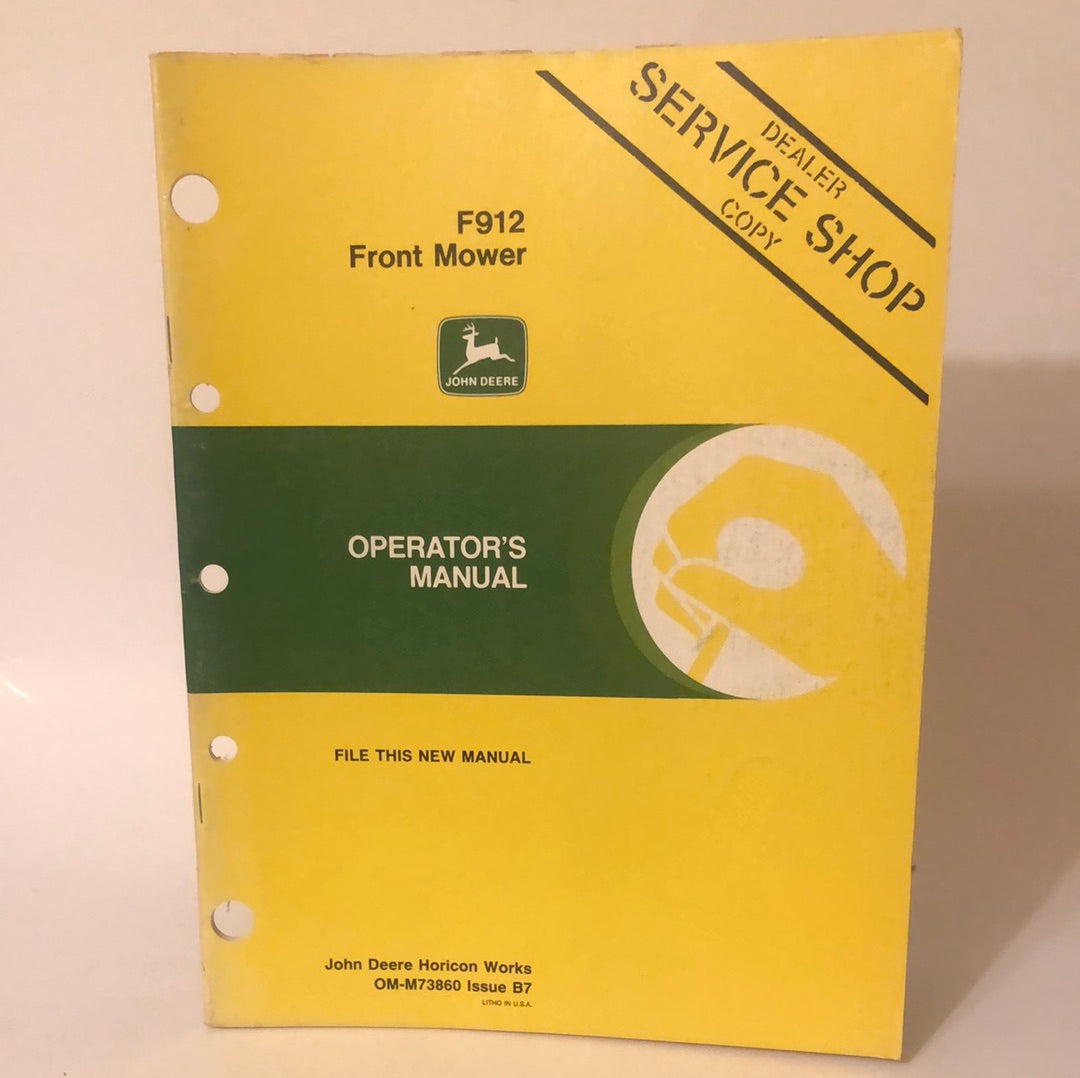 DEALER
SERVICE SHOP
COPY
F912
Front Mower
JOHN DEERE
OPERATOR'S
MANUAL
FILE THIS NEW MANUAL
John Deere Horicon Works
OM-M73860 Issue B7
LITHO IN U.S.A.